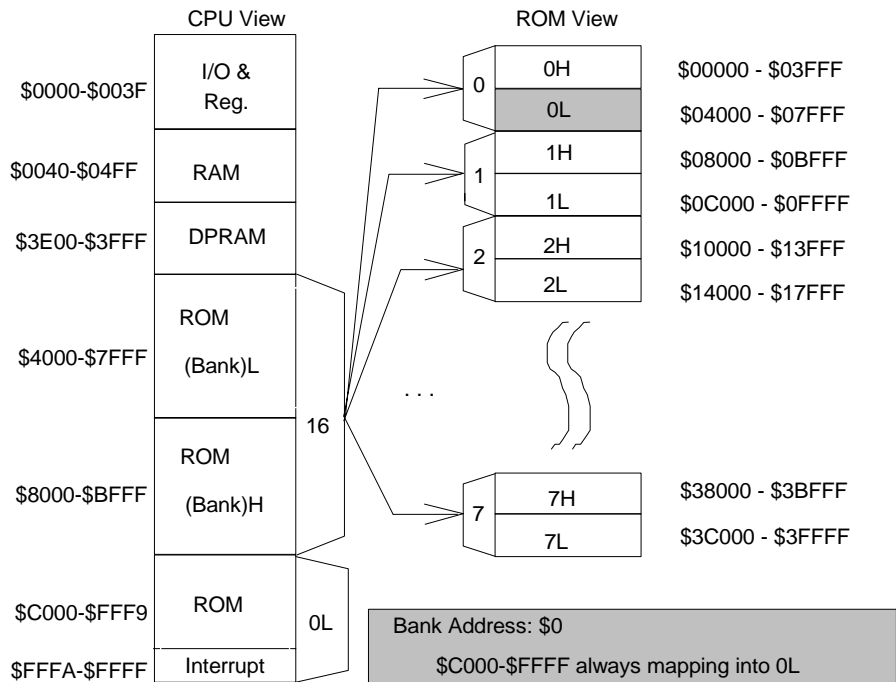 CPU View
$0000-$003F
I/O &
Reg.
$0040-$04FF
RAM
$3E00-$3FFF
DPRAM
$4000-$7FFF
ROM
(Bank)L
$8000-$BFFF
ROM
(Bank)H
16
$C000-$FFF9
ROM
0L
$FFFA-$FFFF
Interrupt
ROM View
0
0H
$00000 - $03FFF
0L
$04000 - $07FFF
1
1H
$08000 - $0BFFF
1L
$0C000 - $0FFFF
2
2H
$10000 - $13FFF
2L
$14000 - $17FFF
. . .
7
7H
$38000 - $3BFFF
7L
$3C000 - $3FFFF
Bank Address: $0
$C000-$FFFF always mapping into 0L